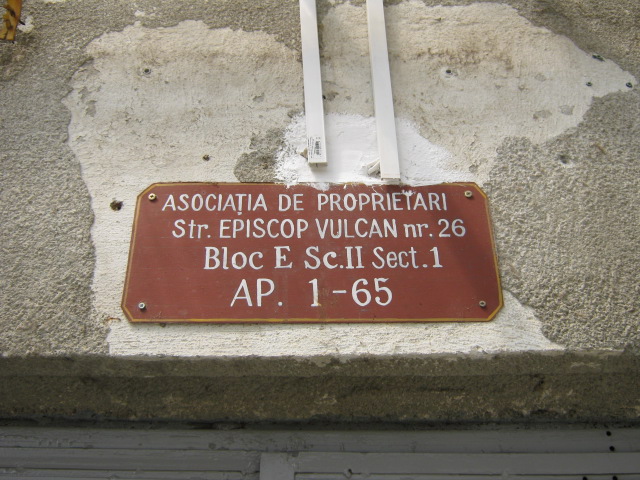 ASOCIAȚIA DE PROPRIETARI
Str. EPISCOP VULCAN nr. 26
Bloc E Sc.II Sect.1
AP. 1-65